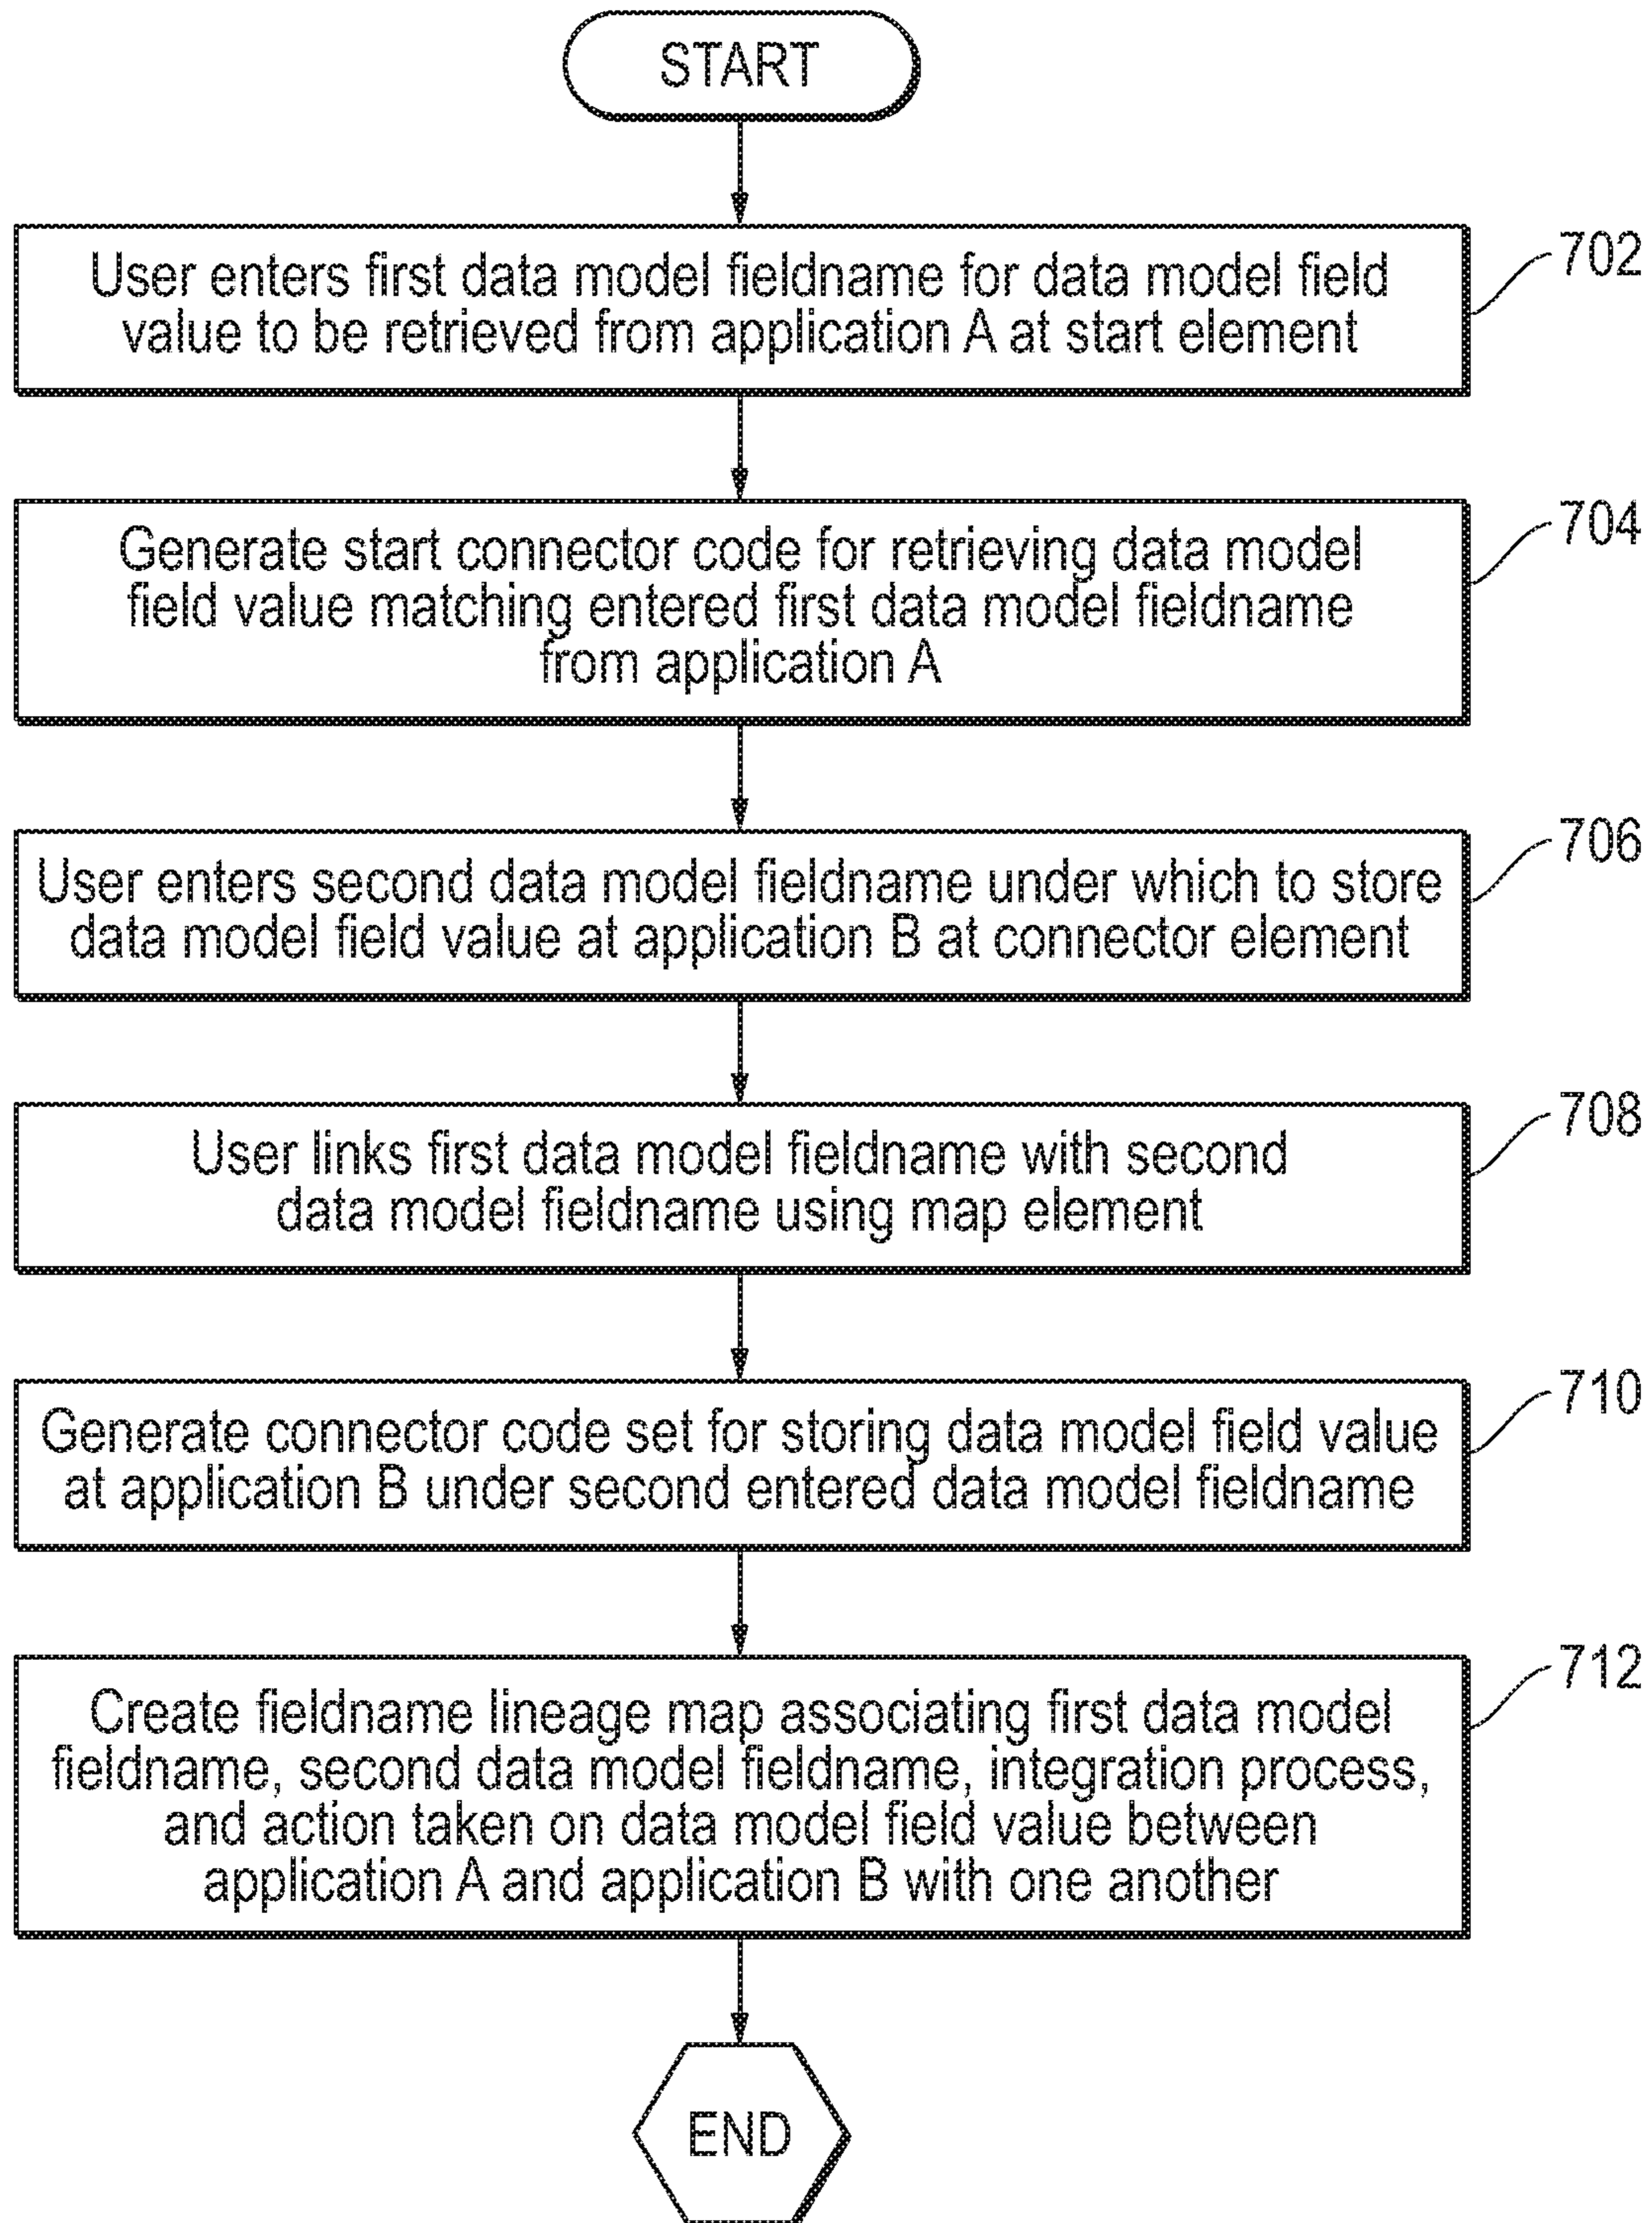 START
User enters first data model fieldname for data model field
value to be retrieved from application A at start element
702
Generate start connector code for retrieving data model
field value matching entered first data model fieldname
from application A
704
User enters second data model fieldname under which to store
data model field value at application B at connector element
706
User links first data model fieldname with second
data model fieldname using map element
708
Generate connector code set for storing data model field value
at application B under second entered data model fieldname
710
Create fieldname lineage map associating first data model
fieldname, second data model fieldname, integration process,
and action taken on data model field value between
application A and application B with one another
712
END